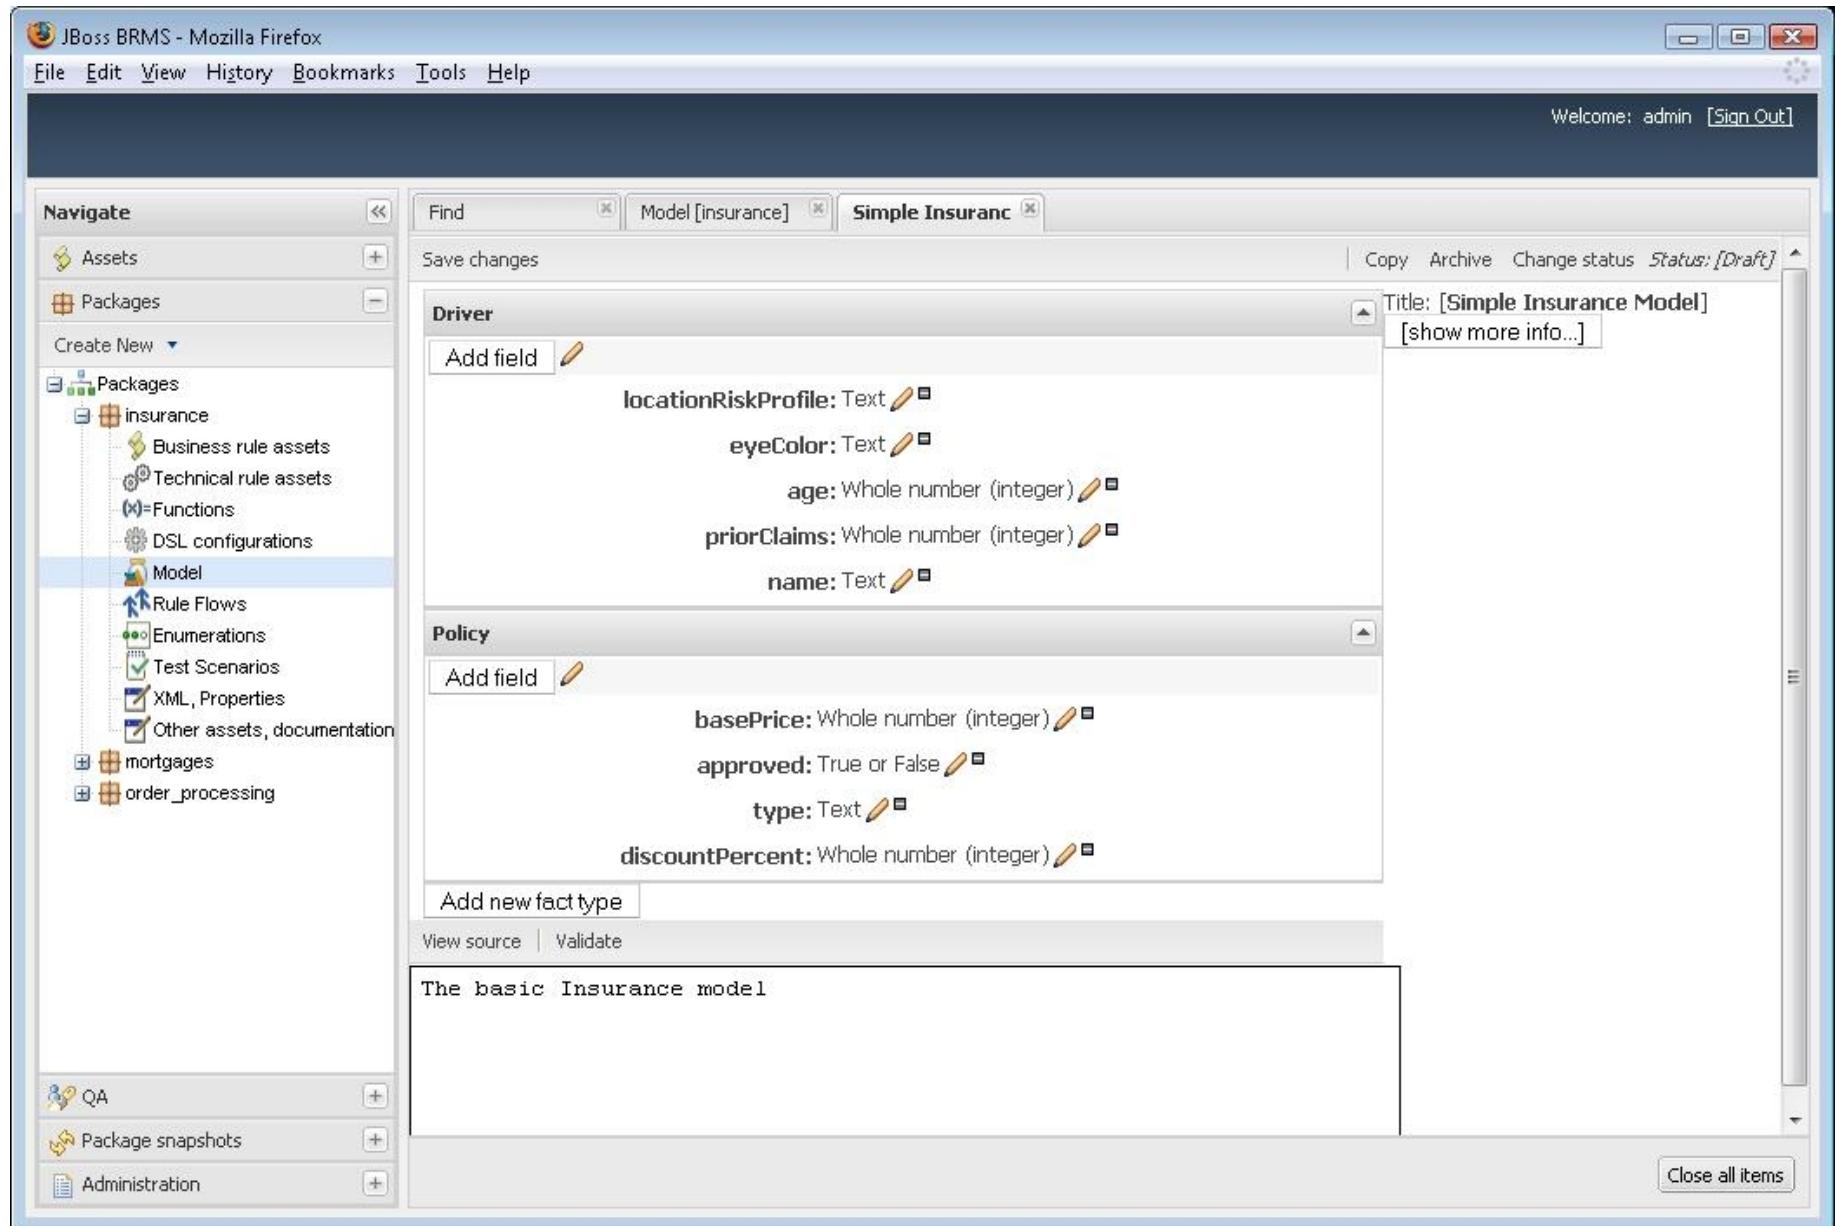 JBoss BRMS - Mozilla Firefox
File Edit View History Bookmarks Tools Help
Welcome: admin [Sign Out]
Navigate
Assets
Packages
Create New
Packages
insurance
Business rule assets
Technical rule assets
(x)= Functions
DSL configurations
Model
Rule Flows
Enumerations
Test Scenarios
XML, Properties
Other assets, documentation
mortgages
order_processing
QA
Package snapshots
Administration
Find Model [insurance] Simple Insuranc
Save changes Copy Archive Change status Status: [Draft]
Driver
Add field
locationRiskProfile: Text
eyeColor: Text
age: Whole number (integer)
priorClaims: Whole number (integer)
name: Text
Policy
Add field
basePrice: Whole number (integer)
approved: True or False
type: Text
discountPercent: Whole number (integer)
Add new fact type
View source | Validate
The basic Insurance model
Title: [Simple Insurance Model]
[show more info...]
Close all items